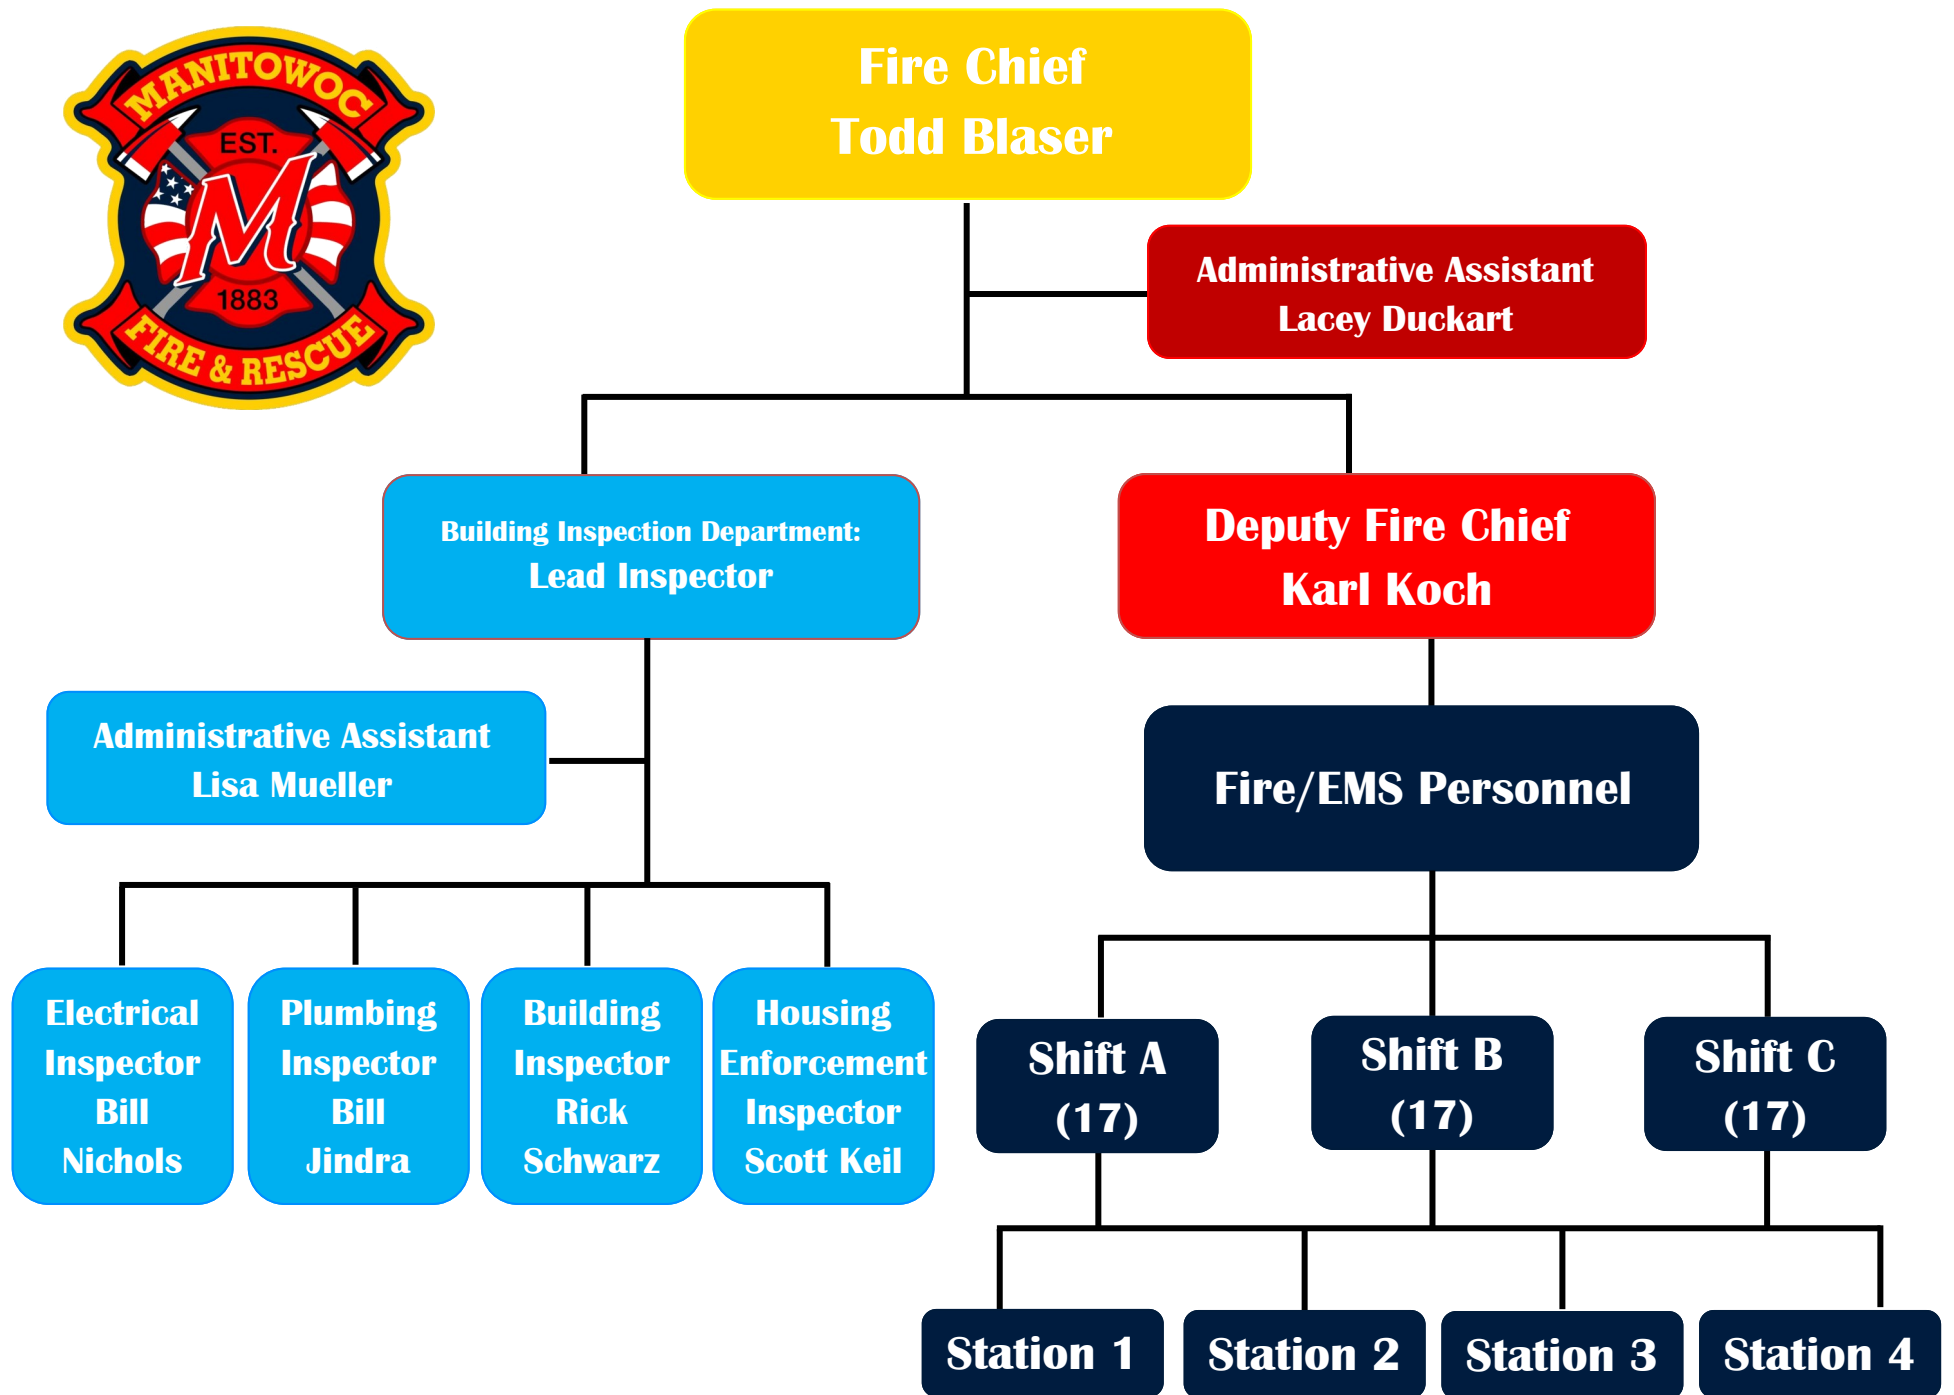 MANITOWOC
EST.
M
1883
FIRE & RESCUE
Fire Chief
Todd Blaser
Administrative Assistant
Lacey Duckart
Building Inspection Department:
Lead Inspector
Deputy Fire Chief
Karl Koch
Administrative Assistant
Lisa Mueller
Fire/EMS Personnel
Electrical
Inspector
Bill
Nichols
Plumbing
Inspector
Bill
Jindra
Building
Inspector
Rick
Schwarz
Housing
Enforcement
Inspector
Scott Keil
Shift A
(17)
Shift B
(17)
Shift C
(17)
Station 1
Station 2
Station 3
Station 4